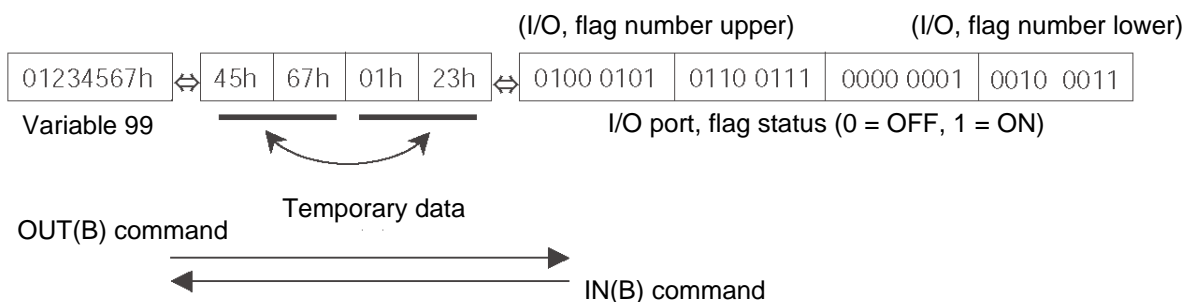 (I/O, flag number upper) (I/O, flag number lower)
01234567h ⇔ 45h 67h 01h 23h ⇔ 0100 0101 0110 0111 0000 0001 0010 0011
Variable 99 I/O port, flag status (0 = OFF, 1 = ON)
Temporary data
OUT(B) command
IN(B) command